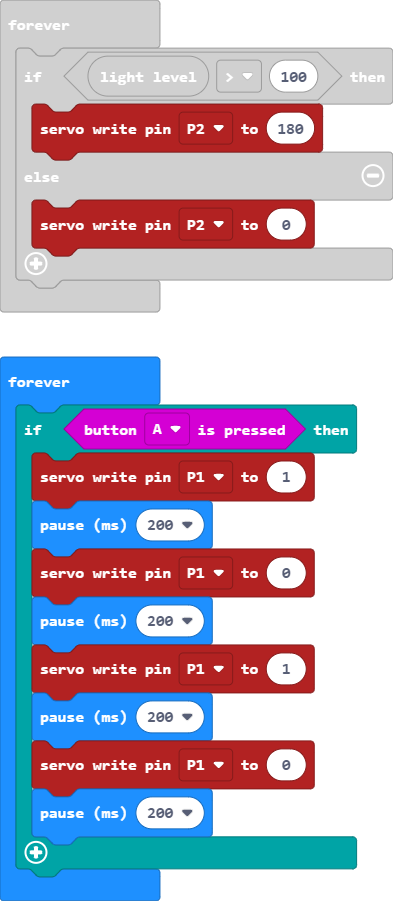 forever
if light level > 100 then
servo write pin P2 to 180
else
servo write pin P2 to 0
forever
if button A is pressed then
servo write pin P1 to 1
pause (ms) 200
servo write pin P1 to 0
pause (ms) 200
servo write pin P1 to 1
pause (ms) 200
servo write pin P1 to 0
pause (ms) 200